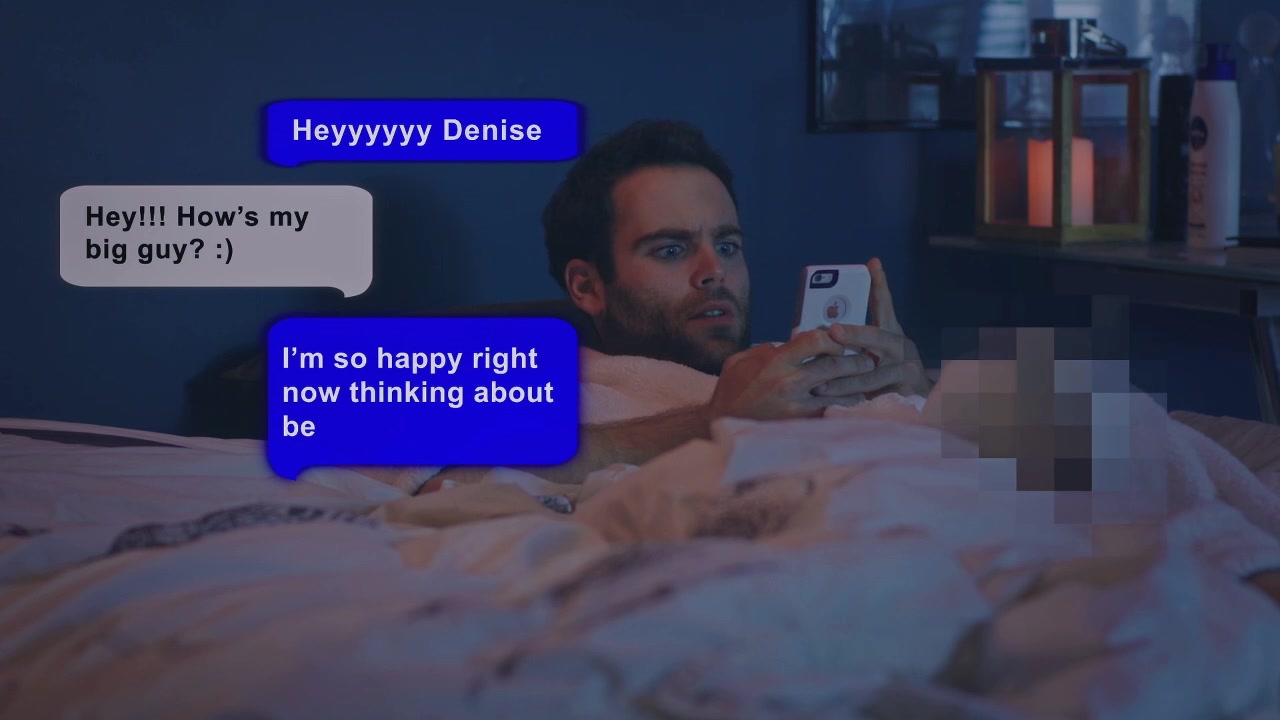 Heyyyyyy Denise
Hey!!! How’s my
big guy? :)
I’m so happy right
now thinking about
be